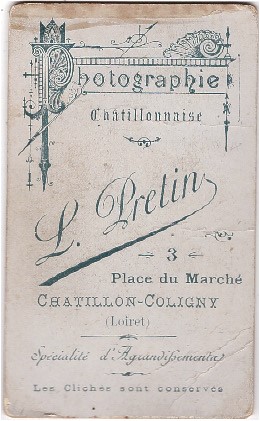 Photographie
Châtillonnaise
L. Pretin
3
Place du Marché
CHATILLON-COLIGNY
(Loiret)
Spécialité d'Agrandissements
Les Clichés sont conservés